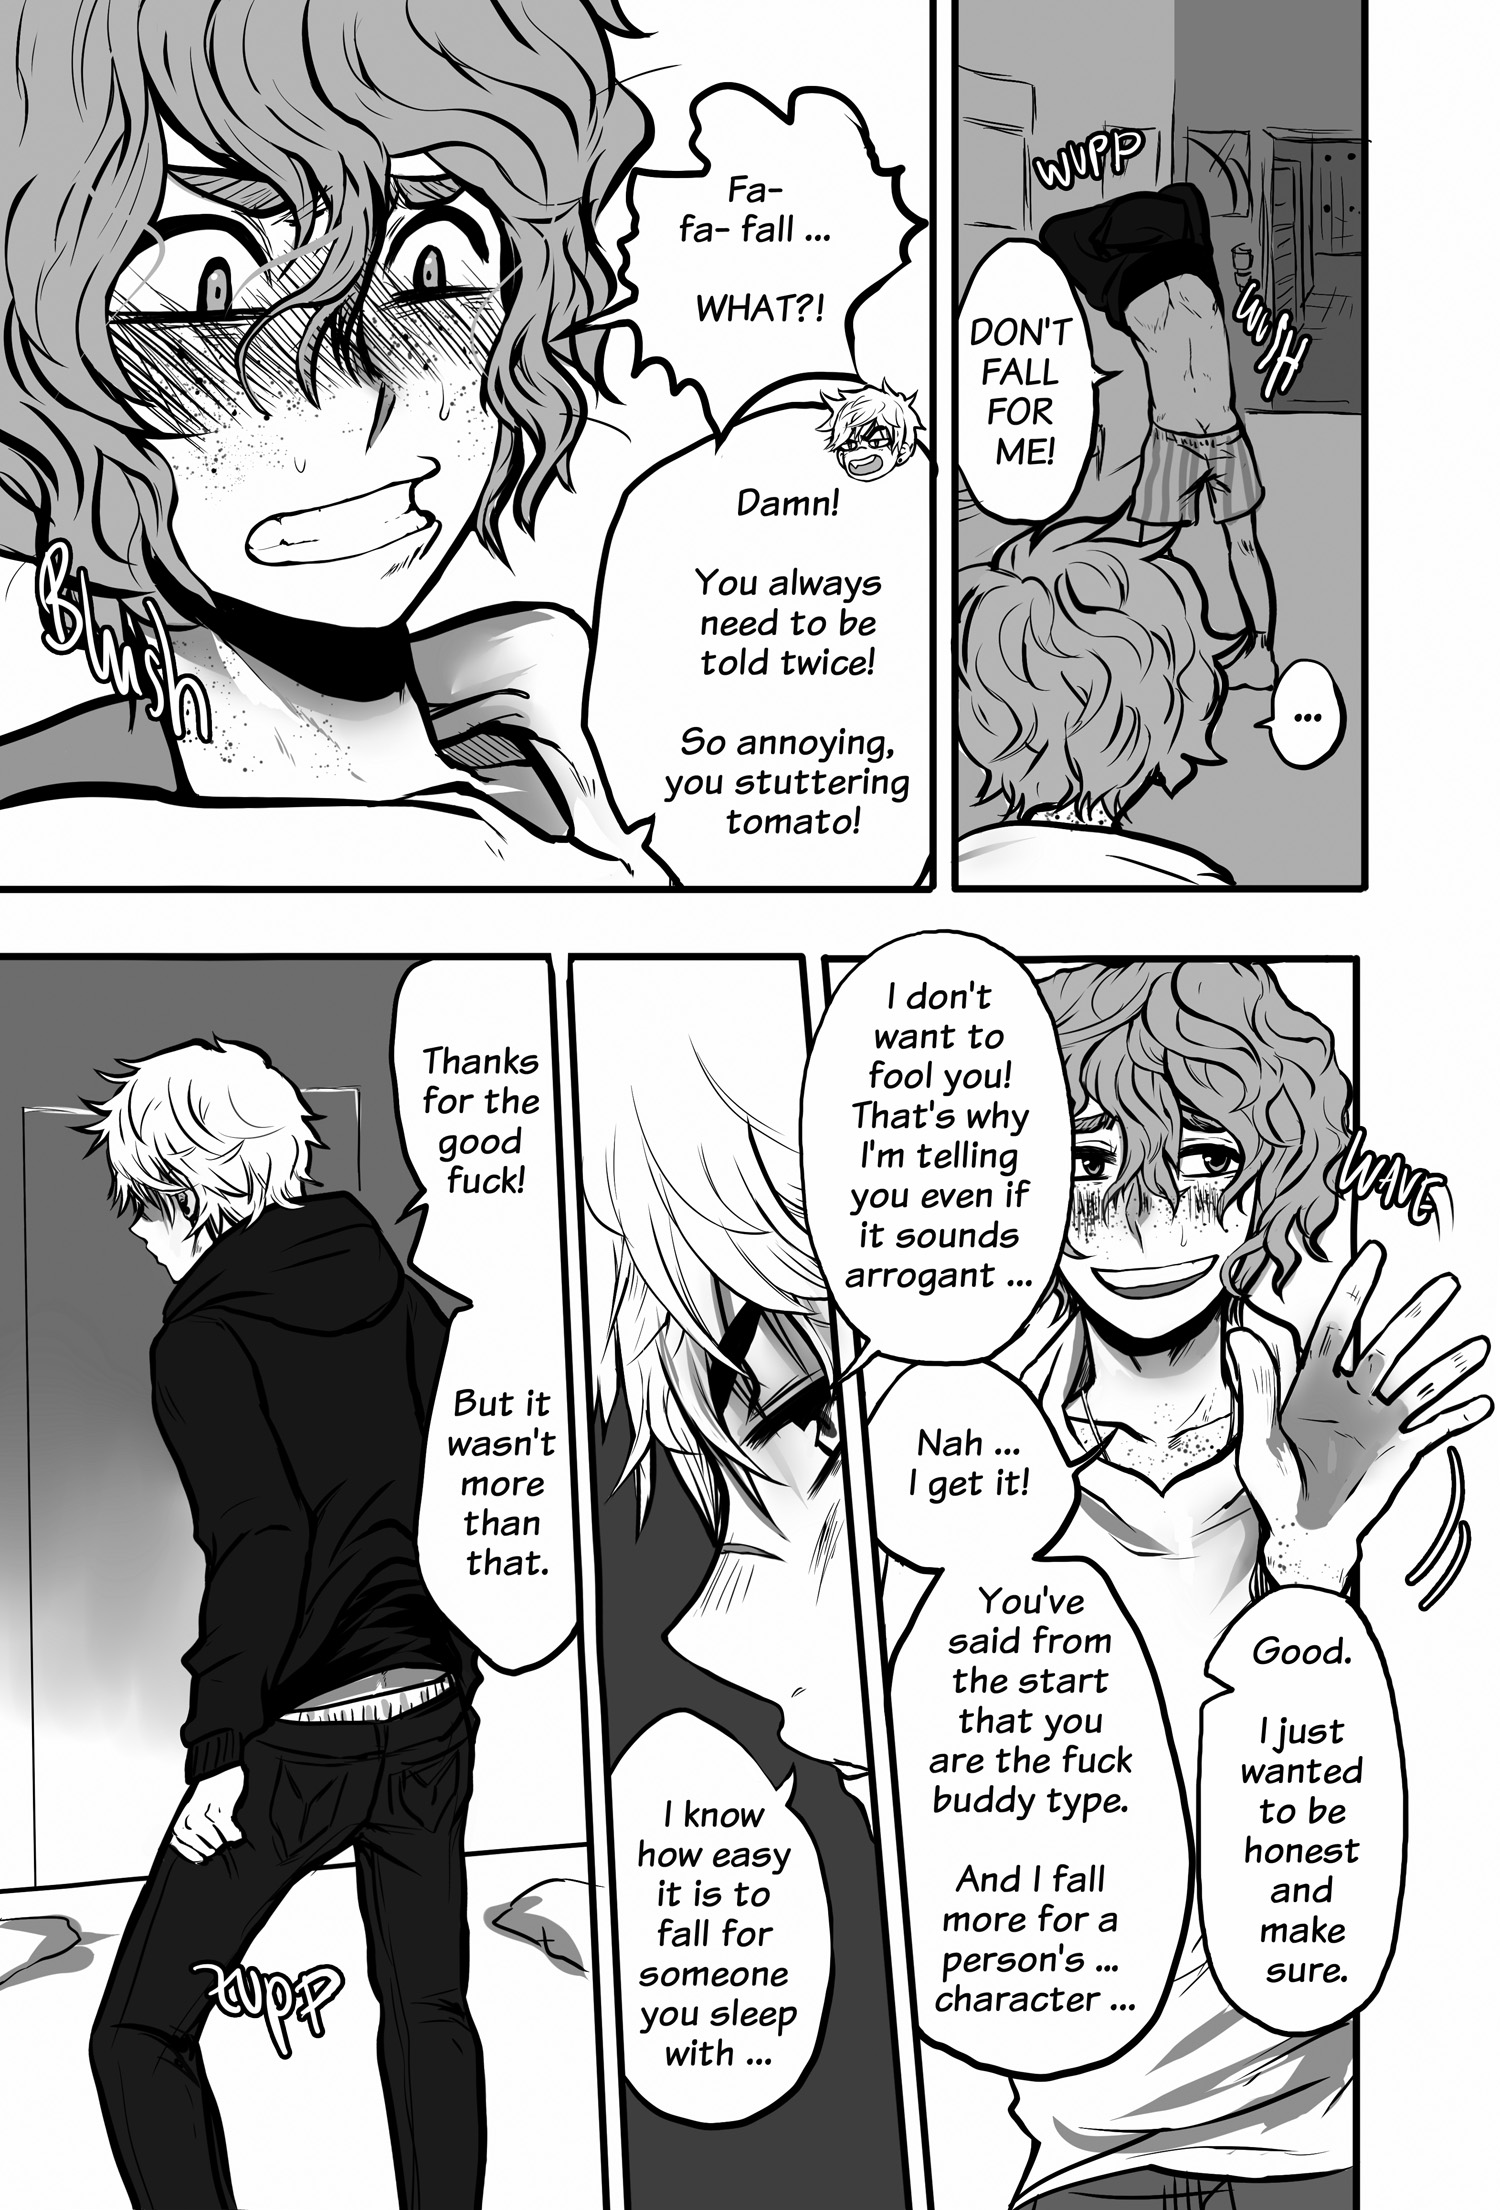 WUPP
WUSH
DON'T
FALL
FOR
ME!
...
Fa-
fa- fall ...
WHAT?!
Damn!
You always
need to be
told twice!
So annoying,
you stuttering
tomato!
Blush
I don't
want to
fool you!
That's why
I'm telling
you even if
it sounds
arrogant ...
WAVE
Nah ...
I get it!
You've
said from
the start
that you
are the fuck
buddy type.
And I fall
more for a
person's ...
character ...
Good.
I just
wanted
to be
honest
and
make
sure.
I know
how easy
it is to
fall for
someone
you sleep
with ...
Thanks
for the
good
fuck!
But it
wasn't
more
than
that.